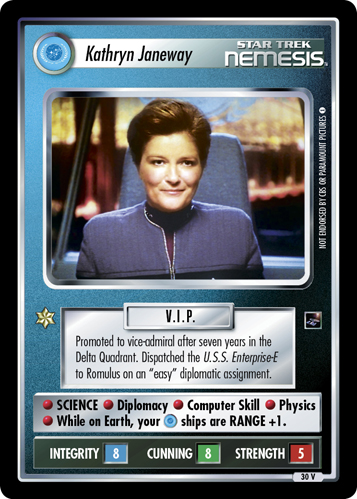 Kathryn Janeway
STAR TREK
NEMESIS
NOT ENDORSED BY CBS OR PARAMOUNT PICTURES
V.I.P.
Promoted to vice-admiral after seven years in the
Delta Quadrant. Dispatched the U.S.S. Enterprise-E
to Romulus on an "easy" diplomatic assignment.
• SCIENCE • Diplomacy • Computer Skill • Physics
• While on Earth, your ships are RANGE +1.
INTEGRITY 8 CUNNING 8 STRENGTH 5
30 V